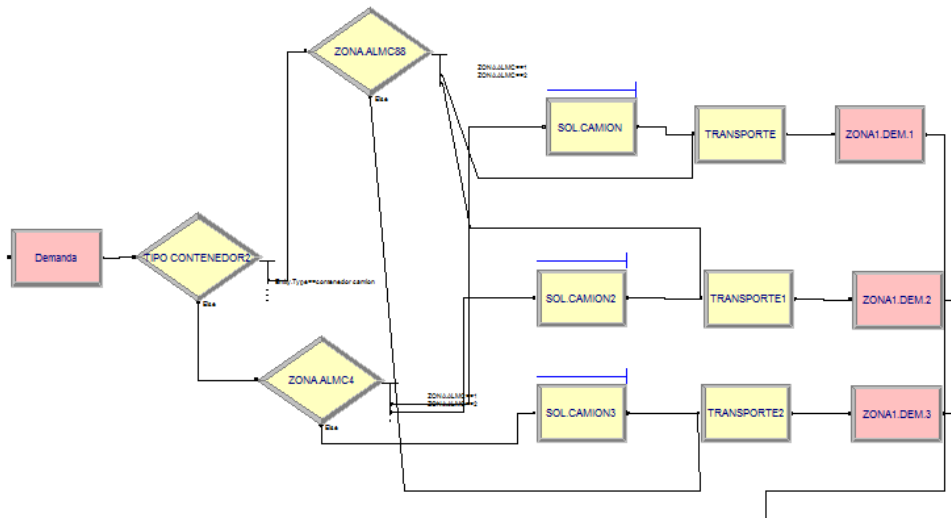 ZONA.ALMC88
Else
ZONA.ALMC==1
ZONA.ALMC==2
SOL.CAMION
TRANSPORTE
ZONA1.DEM.1
Demanda
TIPO CONTENEDOR2
Entity.Type==contenedor camion
Else
SOL.CAMION2
TRANSPORTE1
ZONA1.DEM.2
ZONA.ALMC4
Else
ZONA.ALMC==1
ZONA.ALMC==2
SOL.CAMION3
TRANSPORTE2
ZONA1.DEM.3